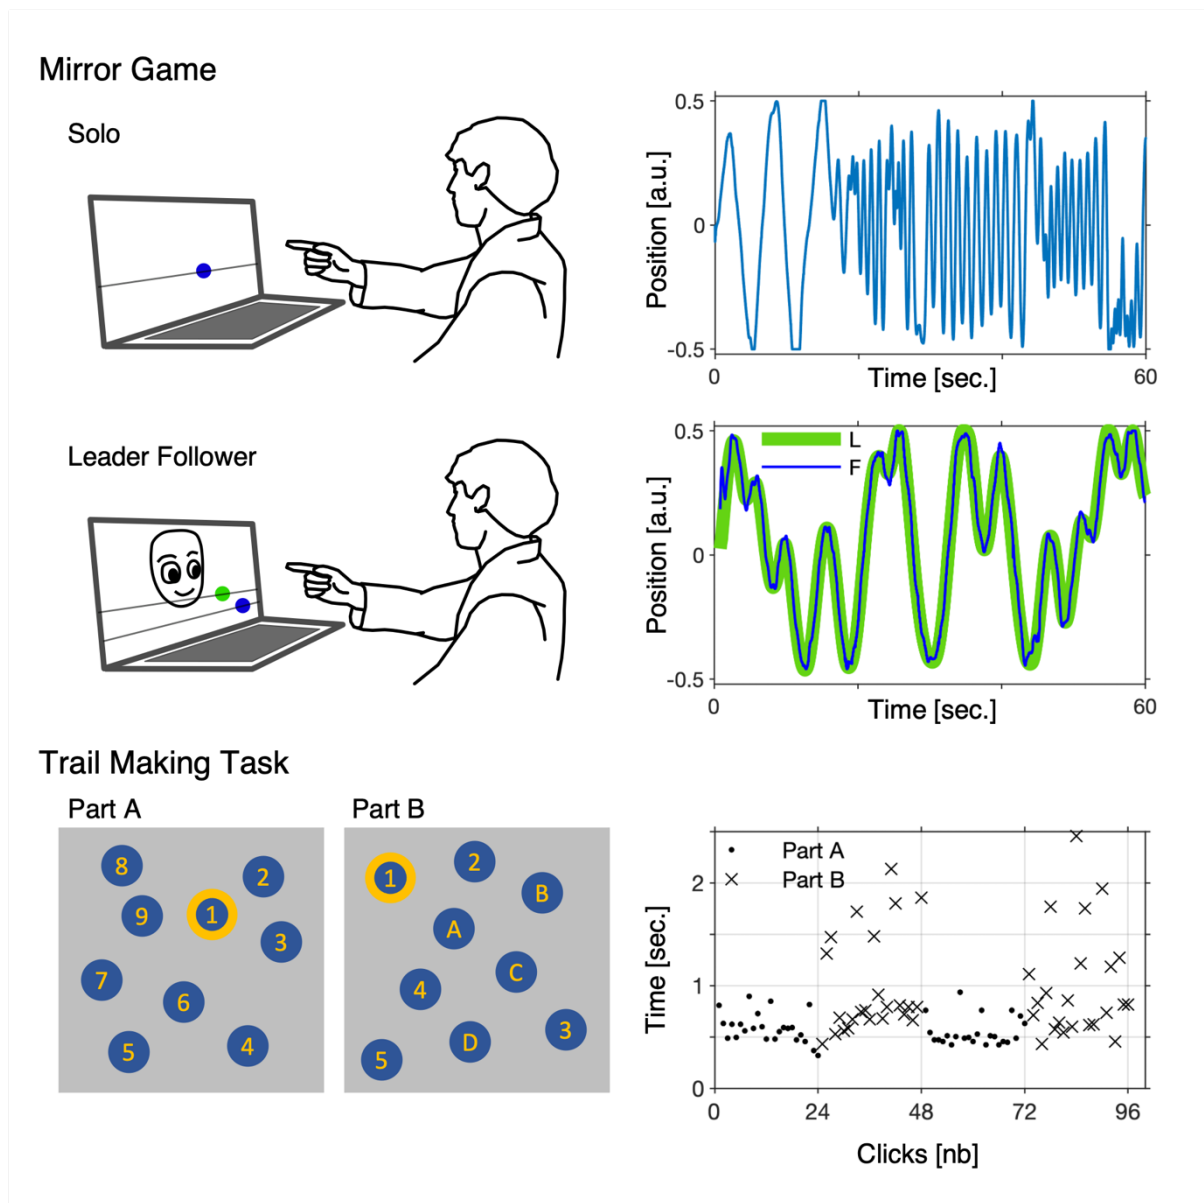 Mirror Game
Solo
0.5
0
-0.5
Position [a.u.]
0
Time [sec.]
60
Leader Follower
0.5
0
-0.5
Position [a.u.]
L
F
0
Time [sec.]
60
Trail Making Task
Part A
8
2
9
1
3
7
6
5
4
Part B
1
2
B
A
C
4
3
D
5
Part A
Part B
2
1
0
Time [sec.]
0
24
48
72
96
Clicks [nb]